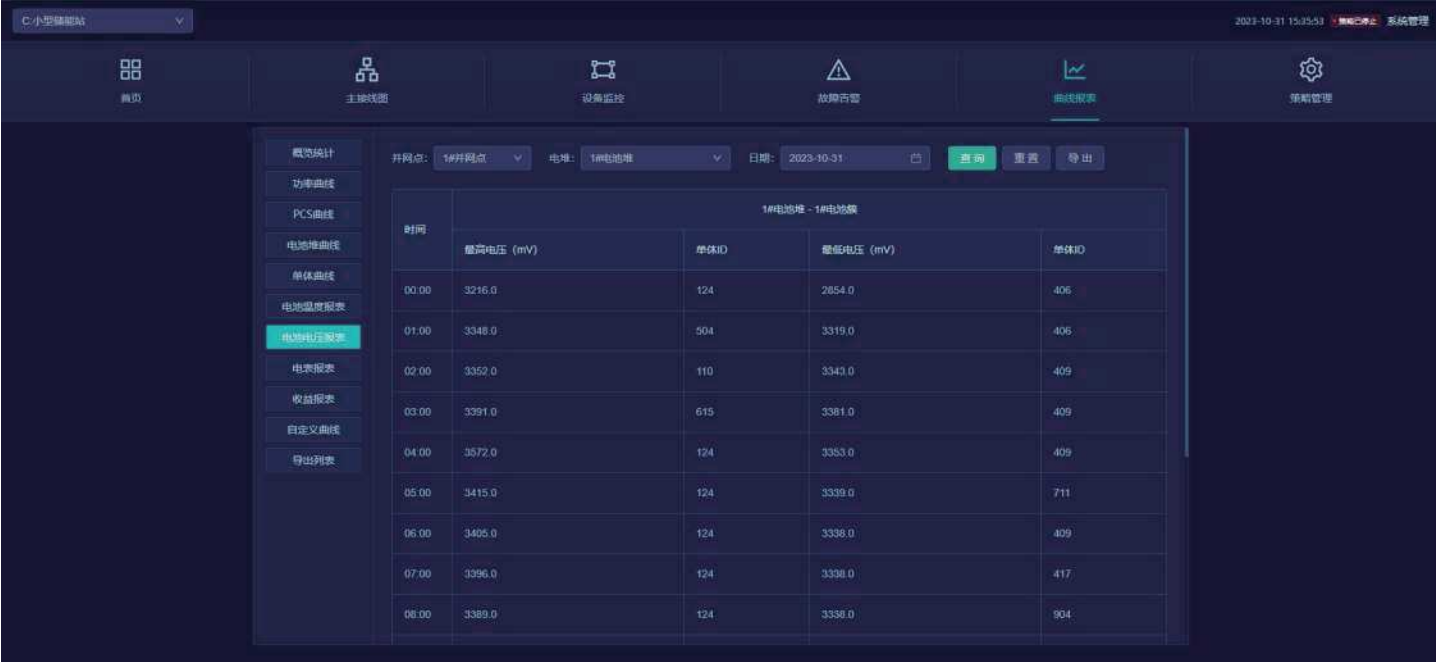 C:小型储能站
2023-10-31 15:35:53 策略已停止 系统管理
首页 主接线图 设备监控 故障告警 曲线报表 策略管理
概览统计
功率曲线
PCS曲线
电池堆曲线
单体曲线
电池温度报表
电池电压报表
电表报表
收益报表
自定义曲线
导出列表
并网点: 1#并网点 电堆: 1#电池堆 日期: 2023-10-31 查询 重置 导出
1#电池堆 - 1#电池簇
时间 最高电压 (mV) 单体ID 最低电压 (mV) 单体ID
00:00 3216.0 124 2654.0 406
01:00 3348.0 504 3319.0 406
02:00 3352.0 110 3343.0 409
03:00 3391.0 615 3381.0 409
04:00 3572.0 124 3353.0 409
05:00 3415.0 124 3339.0 711
06:00 3405.0 124 3338.0 409
07:00 3396.0 124 3338.0 417
08:00 3389.0 124 3338.0 904